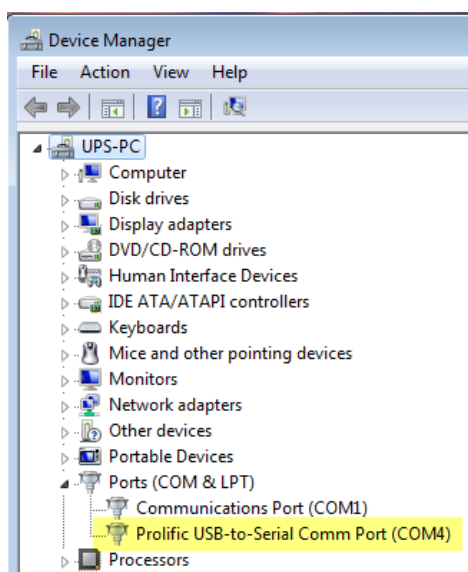 Device Manager
File Action View Help
UPS-PC
Computer
Disk drives
Display adapters
DVD/CD-ROM drives
Human Interface Devices
IDE ATA/ATAPI controllers
Keyboards
Mice and other pointing devices
Monitors
Network adapters
Other devices
Portable Devices
Ports (COM & LPT)
Communications Port (COM1)
Prolific USB-to-Serial Comm Port (COM4)
Processors